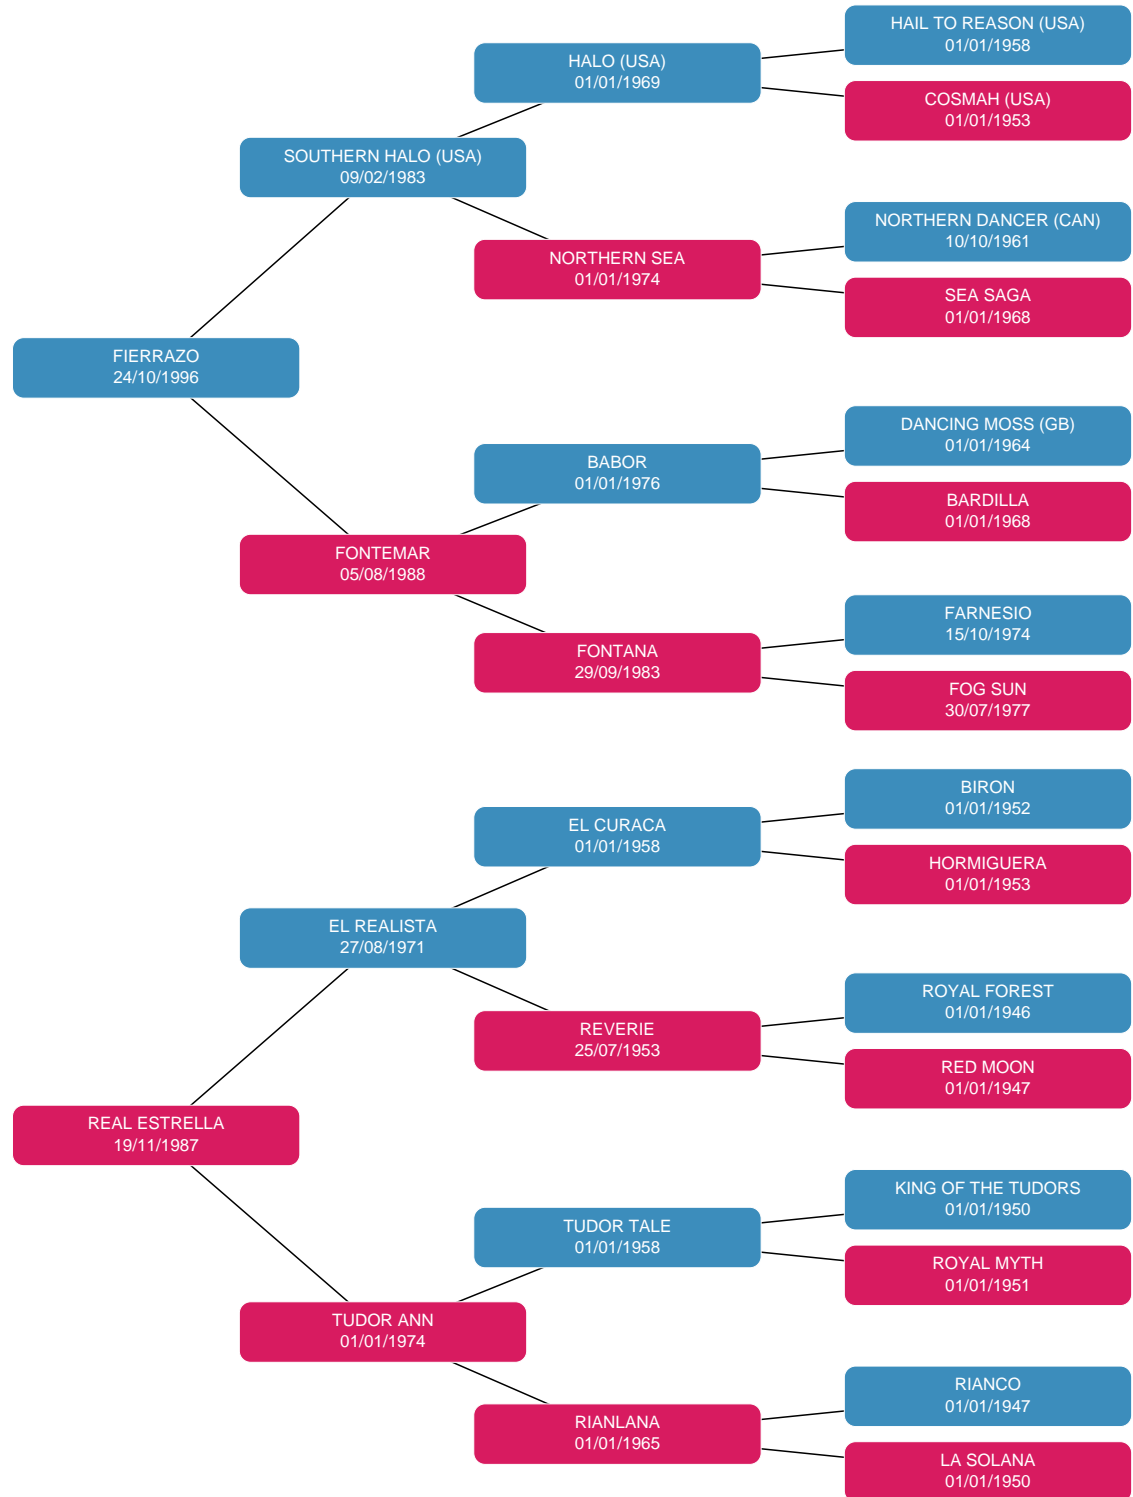 HAIL TO REASON (USA)
01/01/1958
HALO (USA)
01/01/1969
COSMAH (USA)
01/01/1953
SOUTHERN HALO (USA)
09/02/1983
NORTHERN DANCER (CAN)
10/10/1961
NORTHERN SEA
01/01/1974
SEA SAGA
01/01/1968
FIERRAZO
24/10/1996
DANCING MOSS (GB)
01/01/1964
BABOR
01/01/1976
BARDILLA
01/01/1968
FONTEMAR
05/08/1988
FARNESIO
15/10/1974
FONTANA
29/09/1983
FOG SUN
30/07/1977
BIRON
01/01/1952
EL CURACA
01/01/1958
HORMIGUERA
01/01/1953
EL REALISTA
27/08/1971
ROYAL FOREST
01/01/1946
REVERIE
25/07/1953
RED MOON
01/01/1947
REAL ESTRELLA
19/11/1987
KING OF THE TUDORS
01/01/1950
TUDOR TALE
01/01/1958
ROYAL MYTH
01/01/1951
TUDOR ANN
01/01/1974
RIANCO
01/01/1947
RIANLANA
01/01/1965
LA SOLANA
01/01/1950